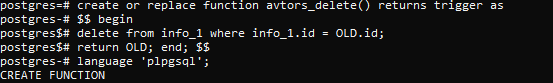 postgres=# create or replace function avtors_delete() returns trigger as
postgres-# $$ begin
postgres$# delete from info_1 where info_1.id = OLD.id;
postgres$# return OLD; end; $$
postgres-# language 'plpgsql';
CREATE FUNCTION